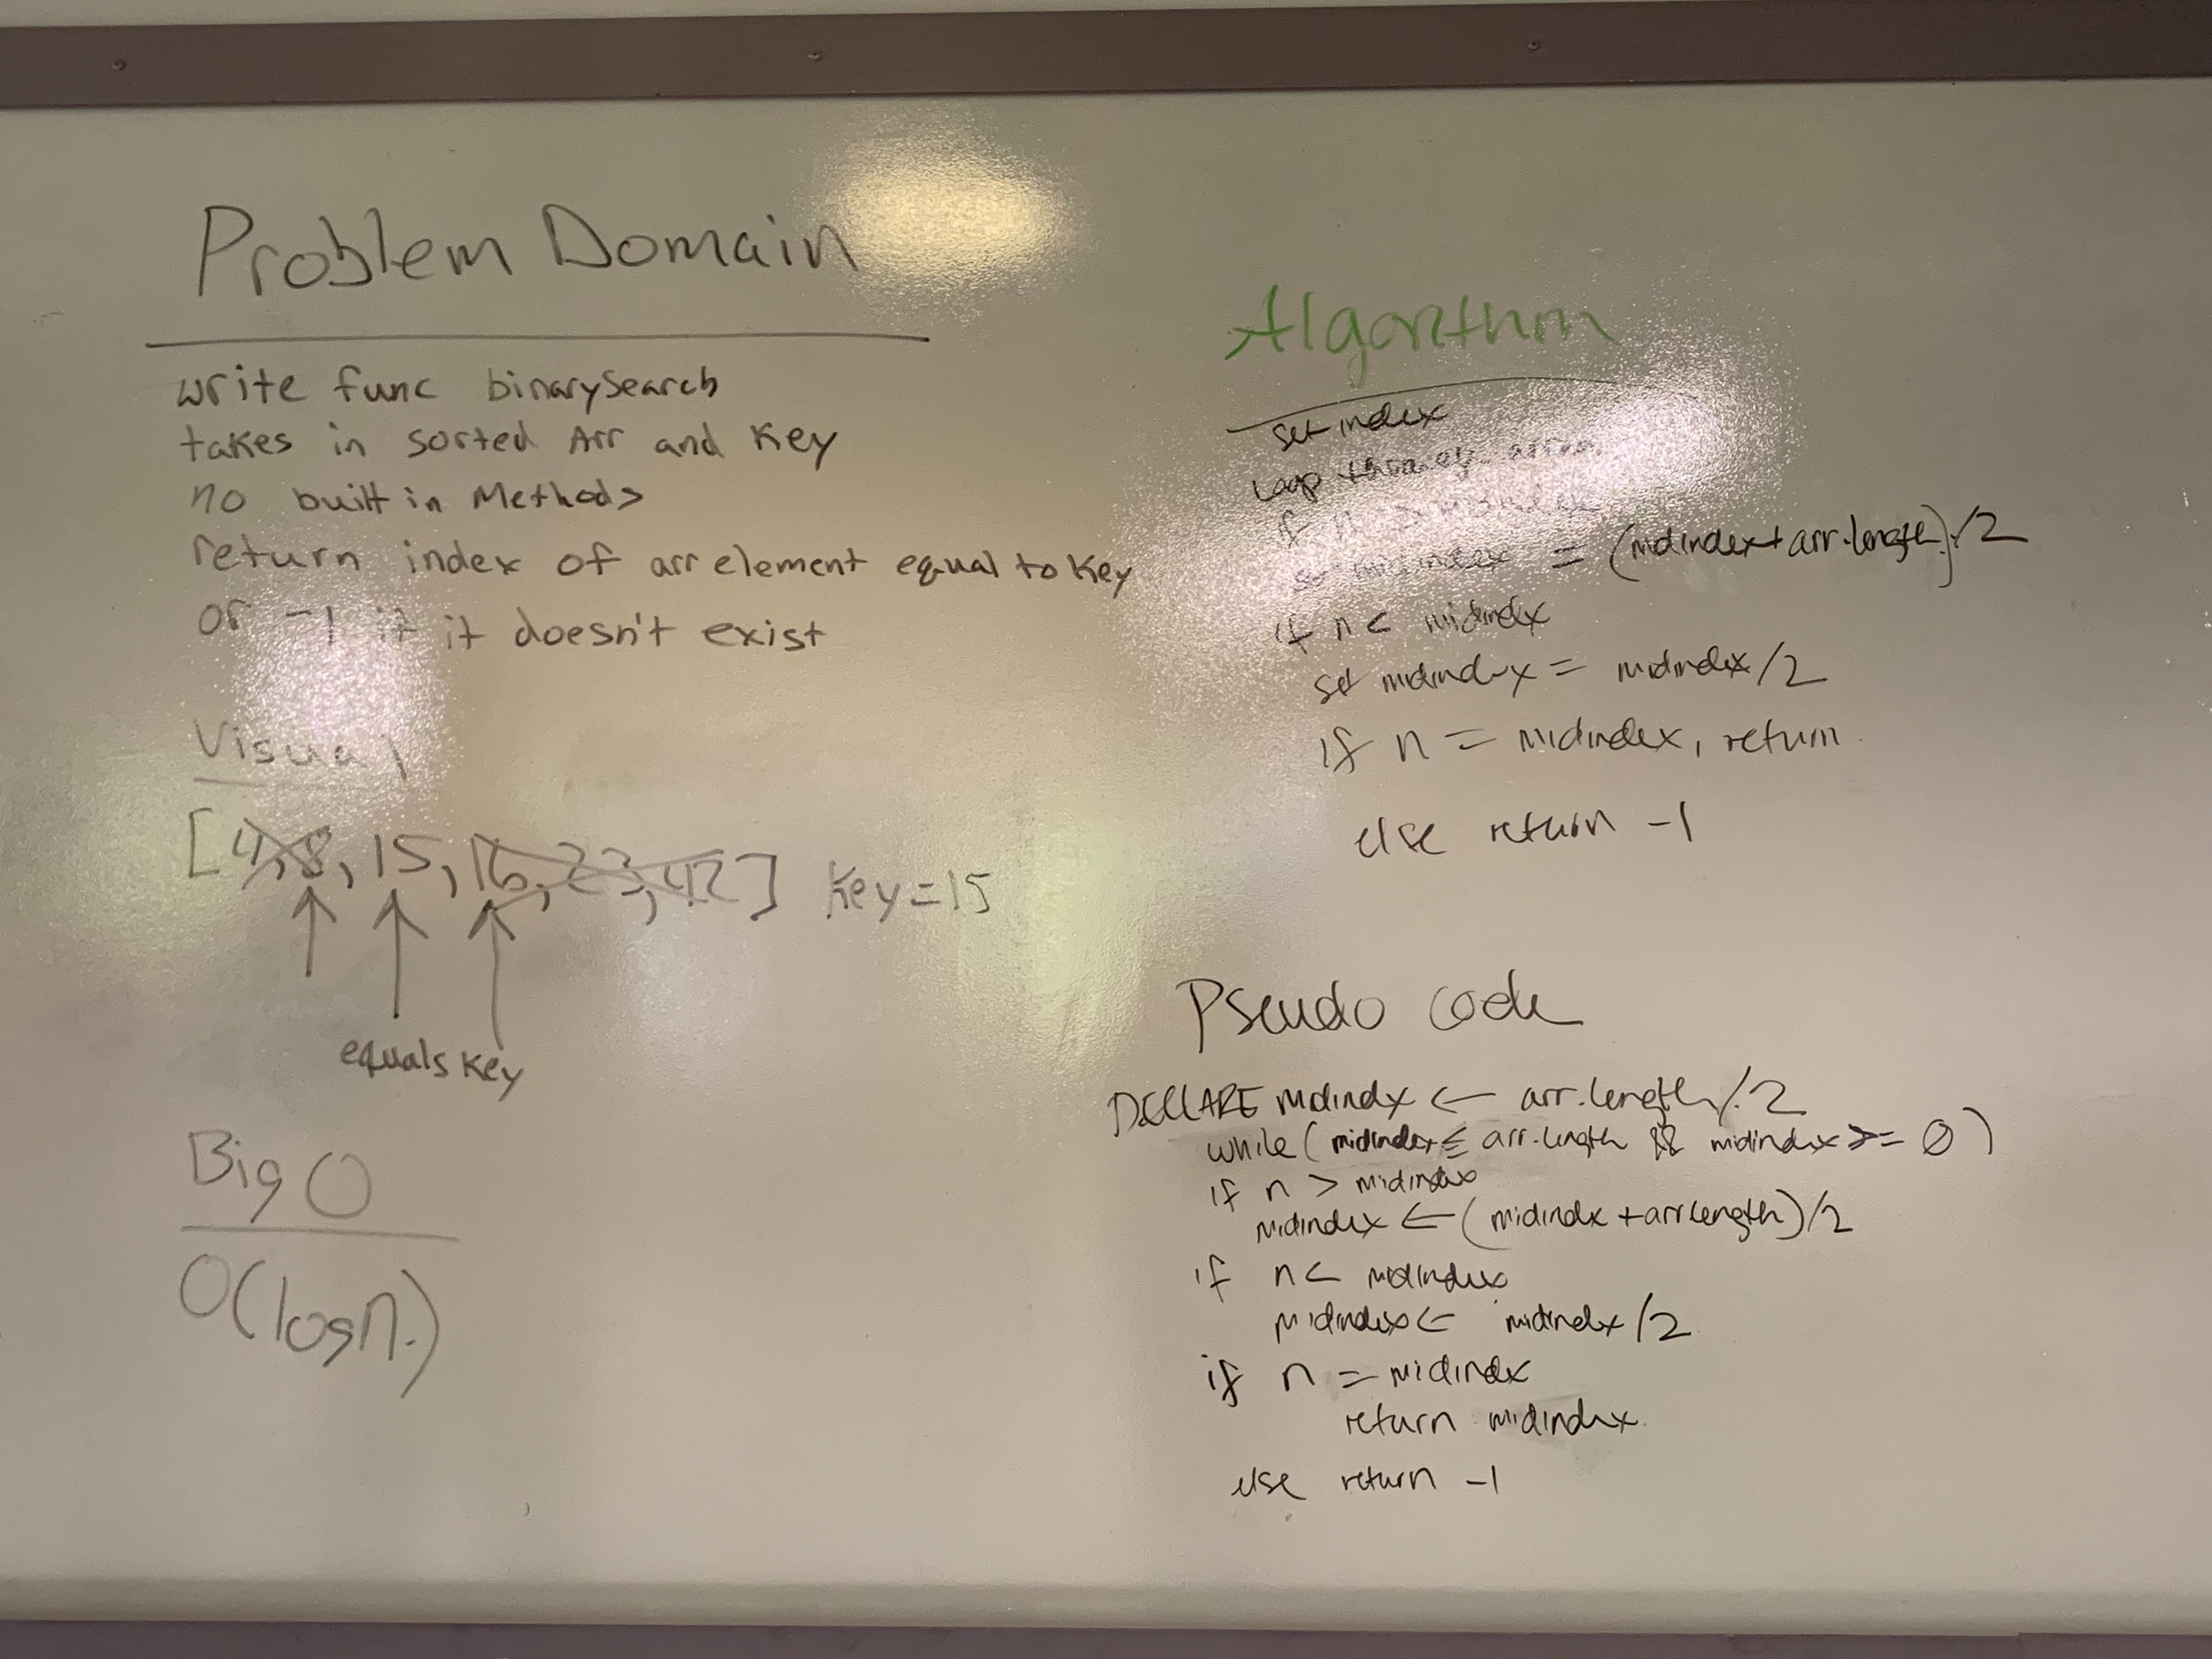 Problem Domain
write func binarySearch
takes in sorted Arr and Key
no built in Methods
return index of arr element equal to Key
or -1 if it doesn't exist
Visual
[4,8,15,16,23,42] Key=15
equals Key
Big O
O(log n.)
Algorithm
set index
Loop through array
if n > midindex
set midindex = (midindex+arr.length)/2
if n < midindex
set midindex = midindex/2
if n = midindex, return
else return -1
Pseudo code
DECLARE midindx ← arr.length/2
while ( midindex ≤ arr.length && midindex >= 0 )
if n > midindex
midindex ← (midindx + arr.length)/2
if n < midindex
midindex ← midindex/2
if n = midindex
return midindex
else return -1